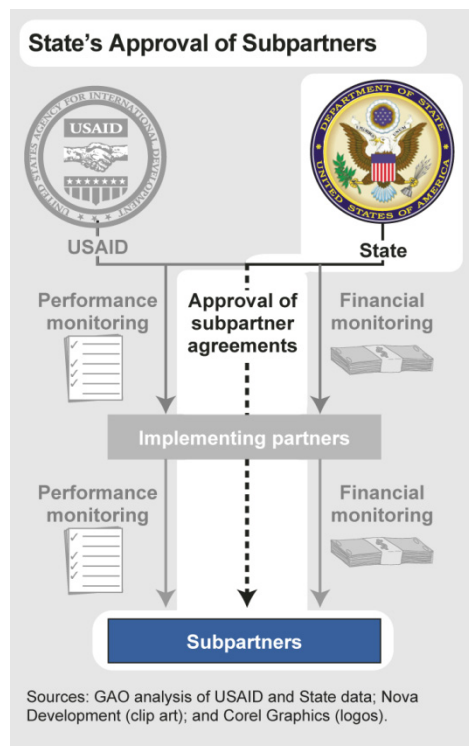 State's Approval of Subpartners
UNITED STATES AGENCY FOR INTERNATIONAL DEVELOPMENT
USAID
DEPARTMENT OF STATE
UNITED STATES OF AMERICA
USAID
State
Performance
monitoring
Approval of
subpartner
agreements
Financial
monitoring
Implementing partners
Performance
monitoring
Financial
monitoring
Subpartners
Sources: GAO analysis of USAID and State data; Nova
Development (clip art); and Corel Graphics (logos).